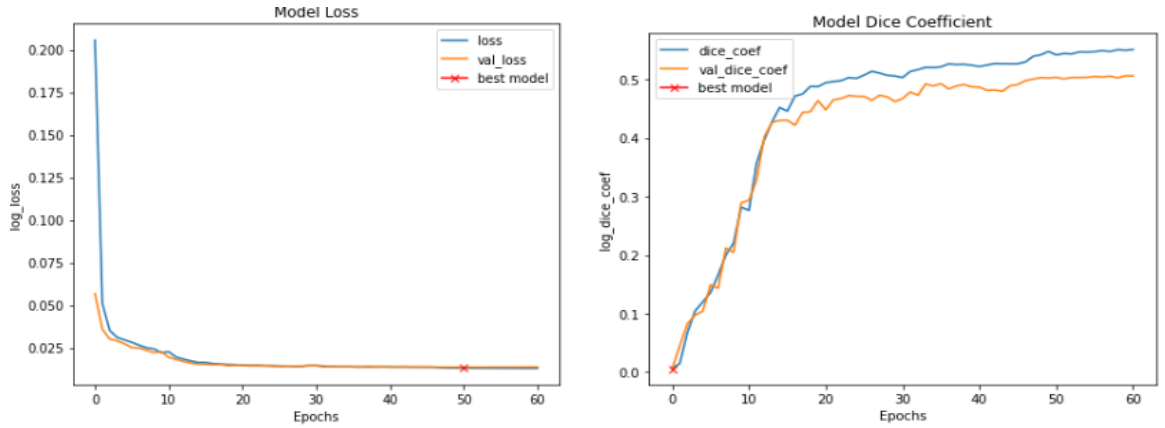 Model Loss
0.200
0.175
0.150
0.125
0.100
0.075
0.050
0.025
log_loss
loss
val_loss
best model
0 10 20 30 40 50 60
Epochs
Model Dice Coefficient
0.5
0.4
0.3
0.2
0.1
0.0
log_dice_coef
dice_coef
val_dice_coef
best model
0 10 20 30 40 50 60
Epochs